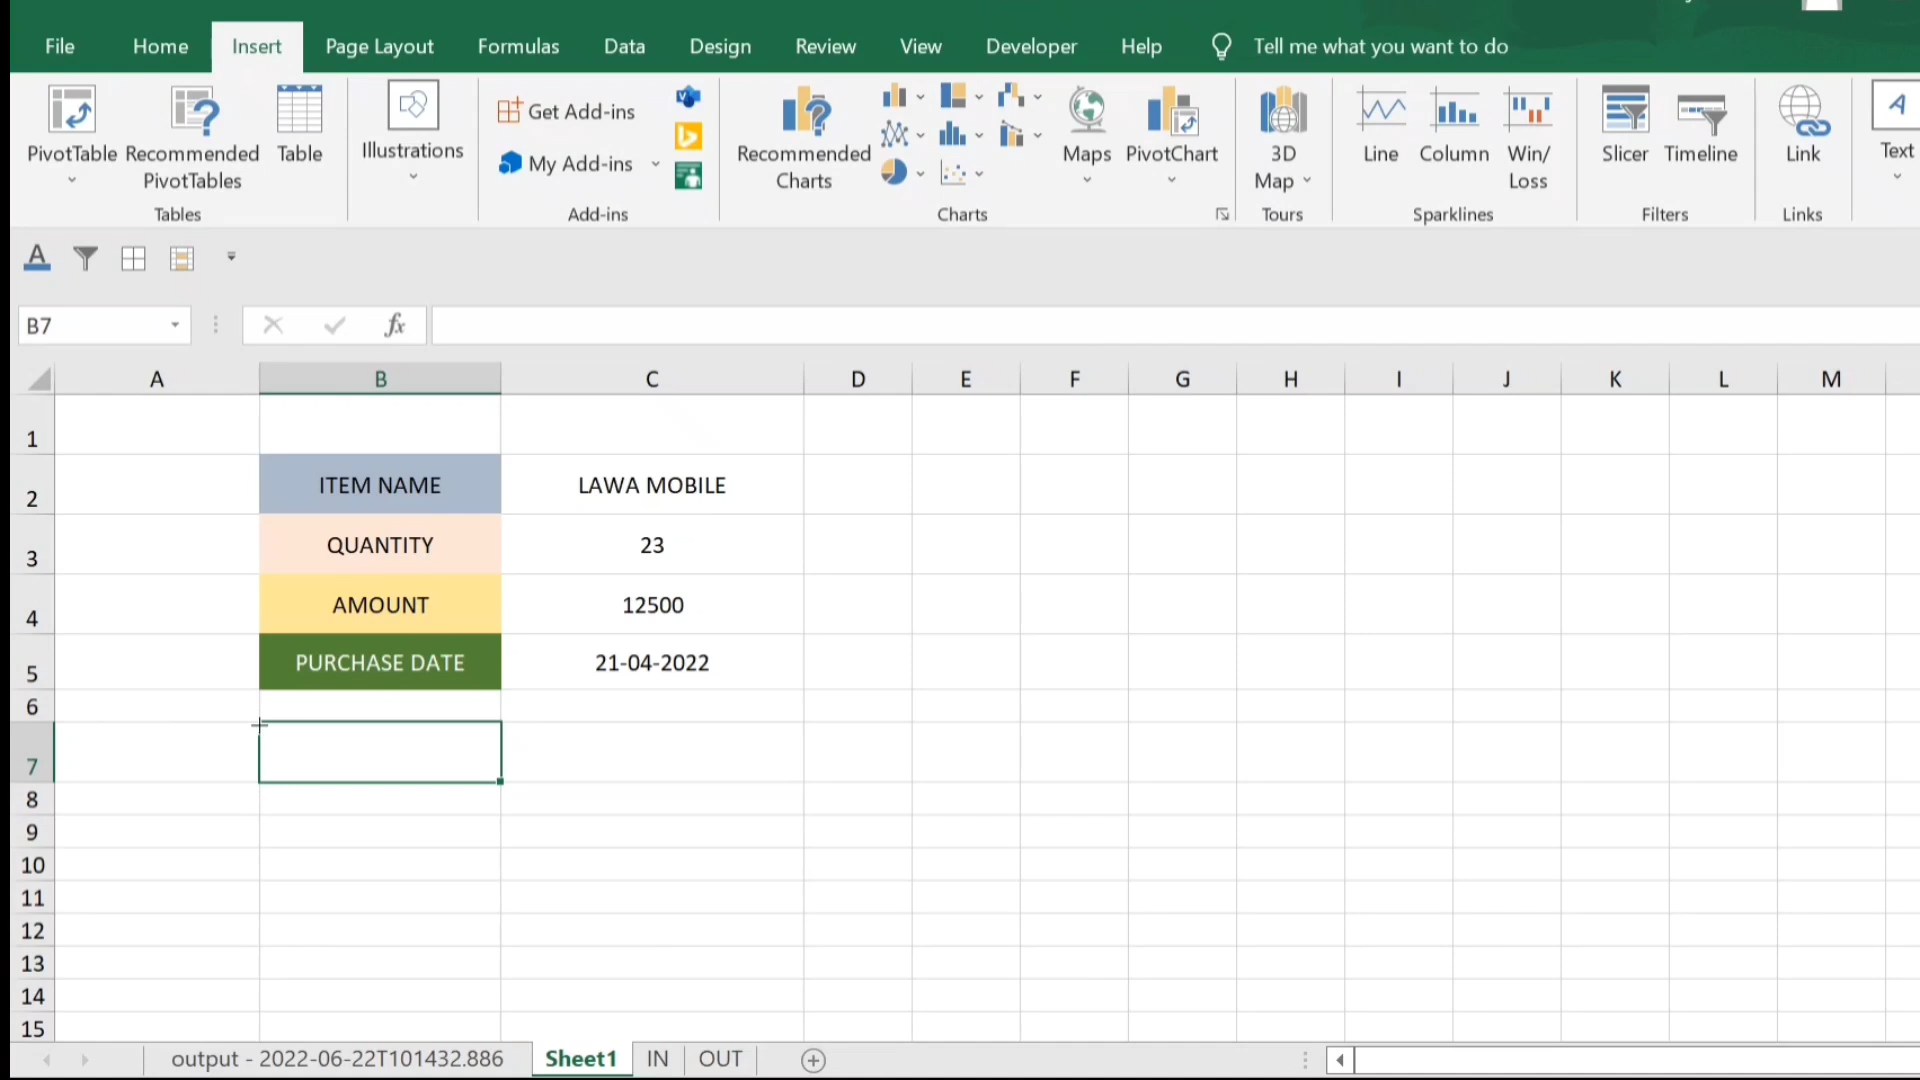 File Home Insert Page Layout Formulas Data Design Review View Developer Help Tell me what you want to do
PivotTable
Recommended
PivotTables
Table
Tables
Illustrations
Get Add-ins
My Add-ins
Add-ins
Recommended
Charts
Maps
PivotChart
Charts
3D
Map
Tours
Line
Column
Win/
Loss
Sparklines
Slicer
Timeline
Filters
Link
Links
Text
B7
fx
A B C D E F G H I J K L M
1
2 ITEM NAME LAWA MOBILE
3 QUANTITY 23
4 AMOUNT 12500
5 PURCHASE DATE 21-04-2022
6
7
8
9
10
11
12
13
14
15
output - 2022-06-22T101432.886 Sheet1 IN OUT